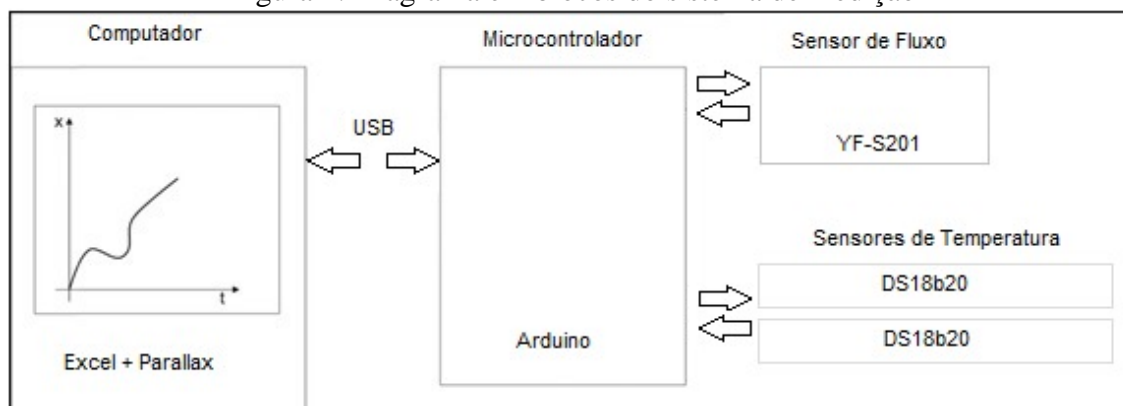 Computador
Microcontrolador
Sensor de Fluxo
USB
YF-S201
x
t
Sensores de Temperatura
DS18b20
DS18b20
Arduino
Excel + Parallax